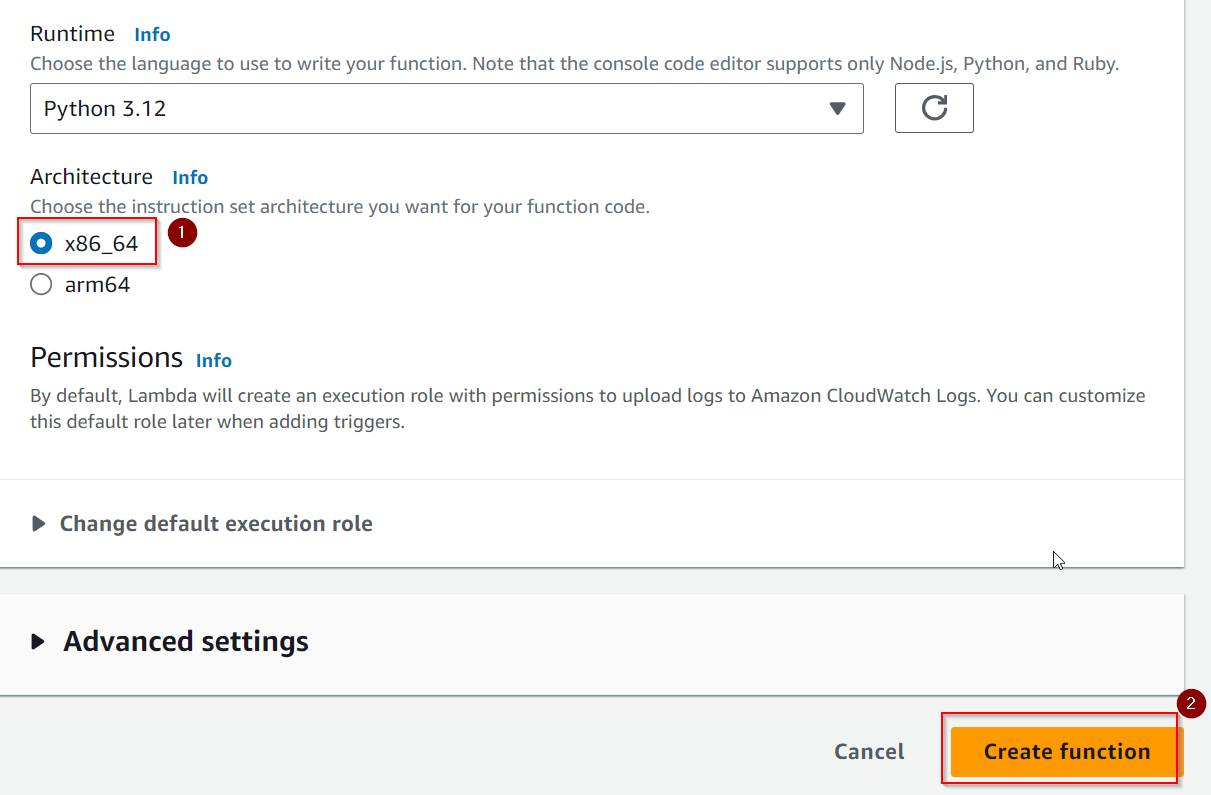 Runtime Info
Choose the language to use to write your function. Note that the console code editor supports only Node.js, Python, and Ruby.
Python 3.12
Architecture Info
Choose the instruction set architecture you want for your function code.
x86_64 1
arm64
Permissions Info
By default, Lambda will create an execution role with permissions to upload logs to Amazon CloudWatch Logs. You can customize
this default role later when adding triggers.
Change default execution role
Advanced settings
2
Cancel Create function